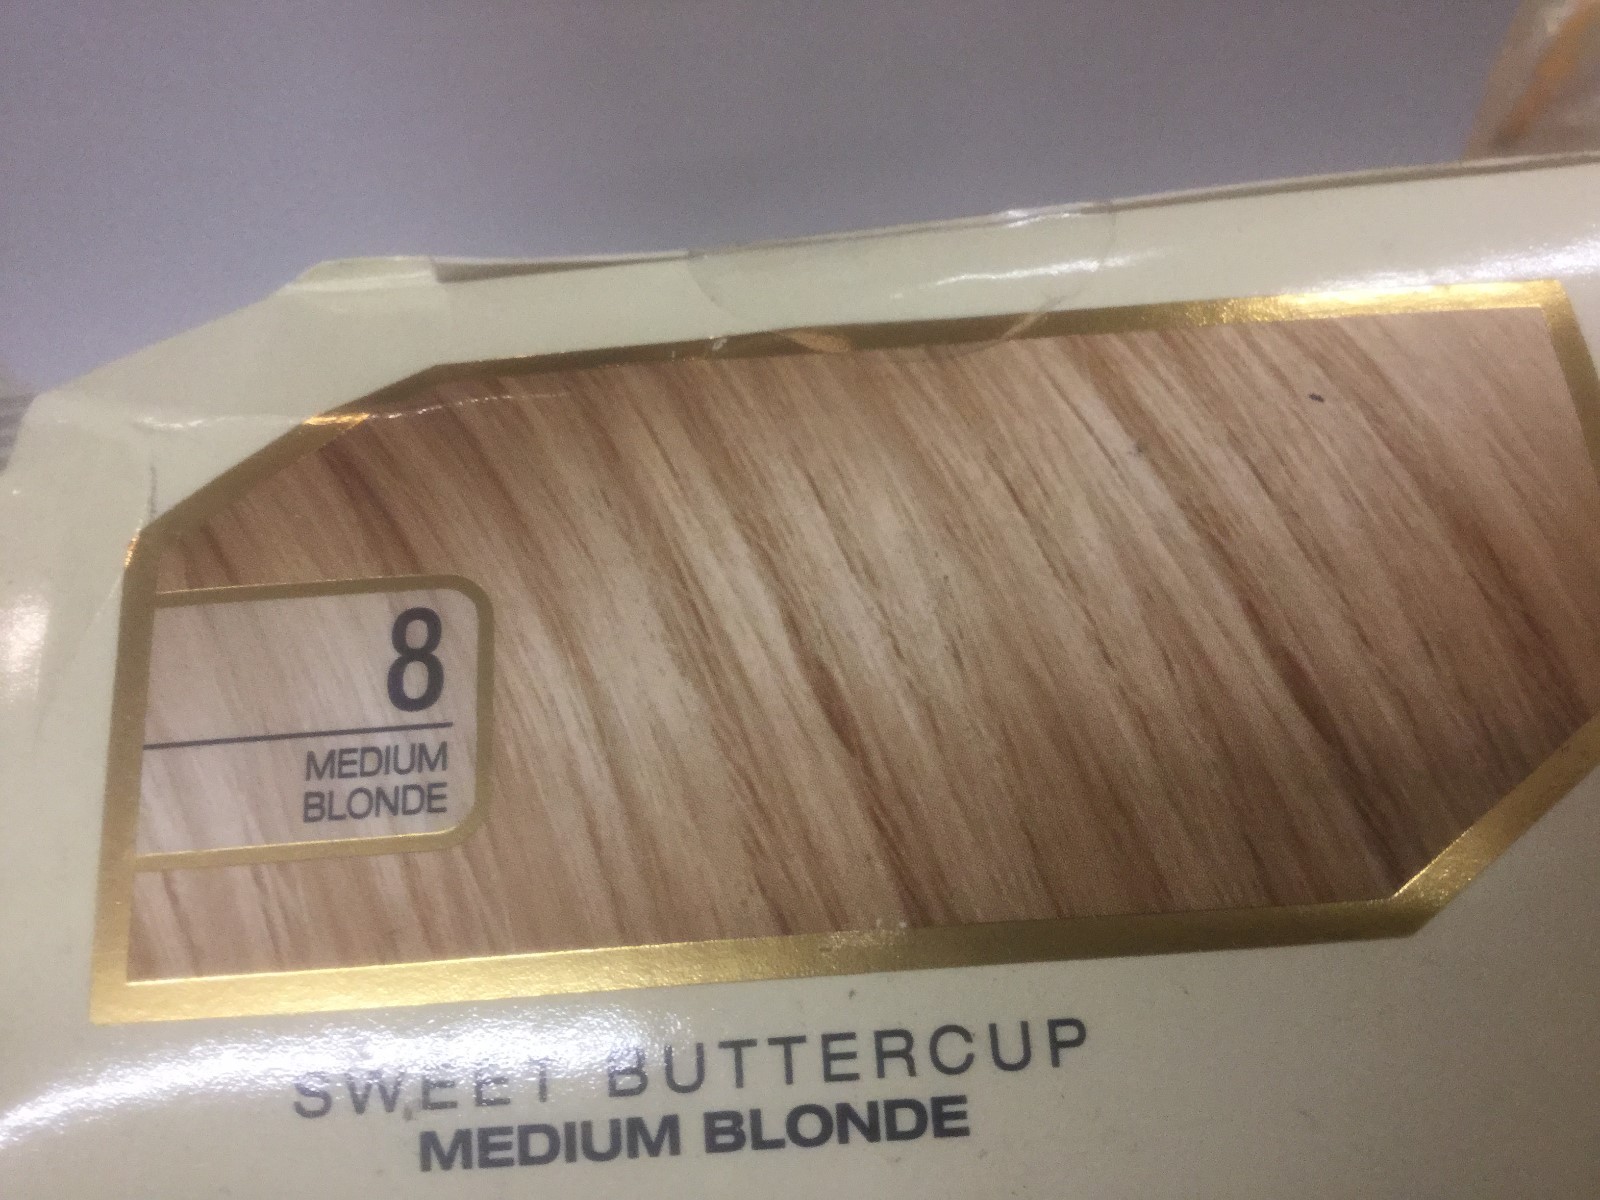 8
MEDIUM
BLONDE
SWEET BUTTERCUP
MEDIUM BLONDE